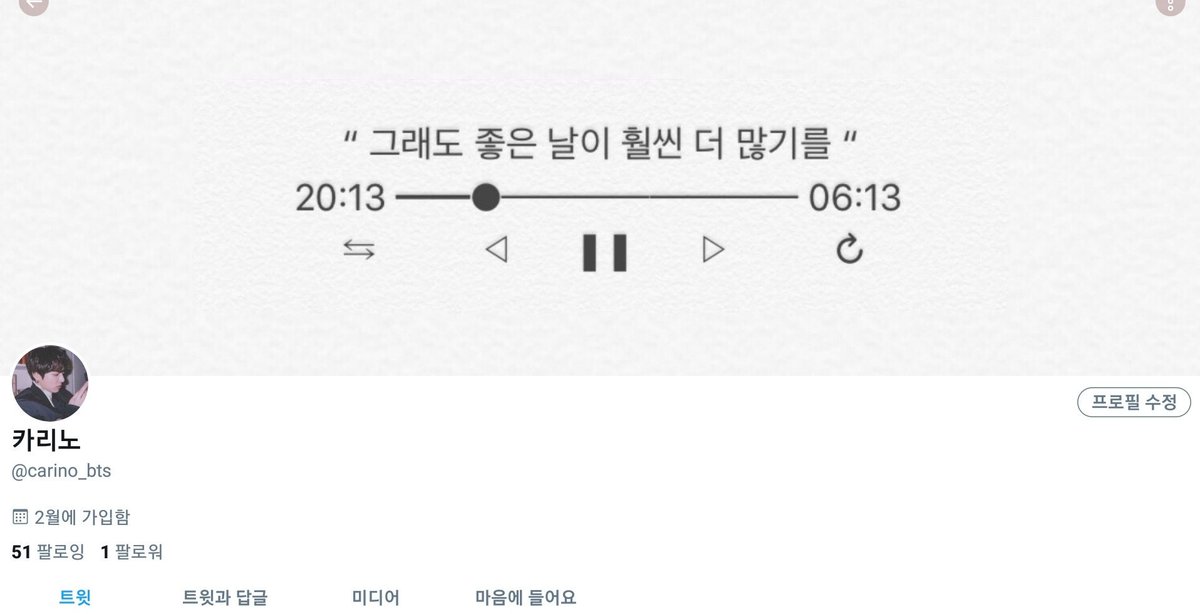 “ 그래도 좋은 날이 훨씬 더 많기를 “
20:13 06:13
프로필 수정
카리노
@carino_bts
2월에 가입함
51 팔로잉 1 팔로워
트윗 트윗과 답글 미디어 마음에 들어요